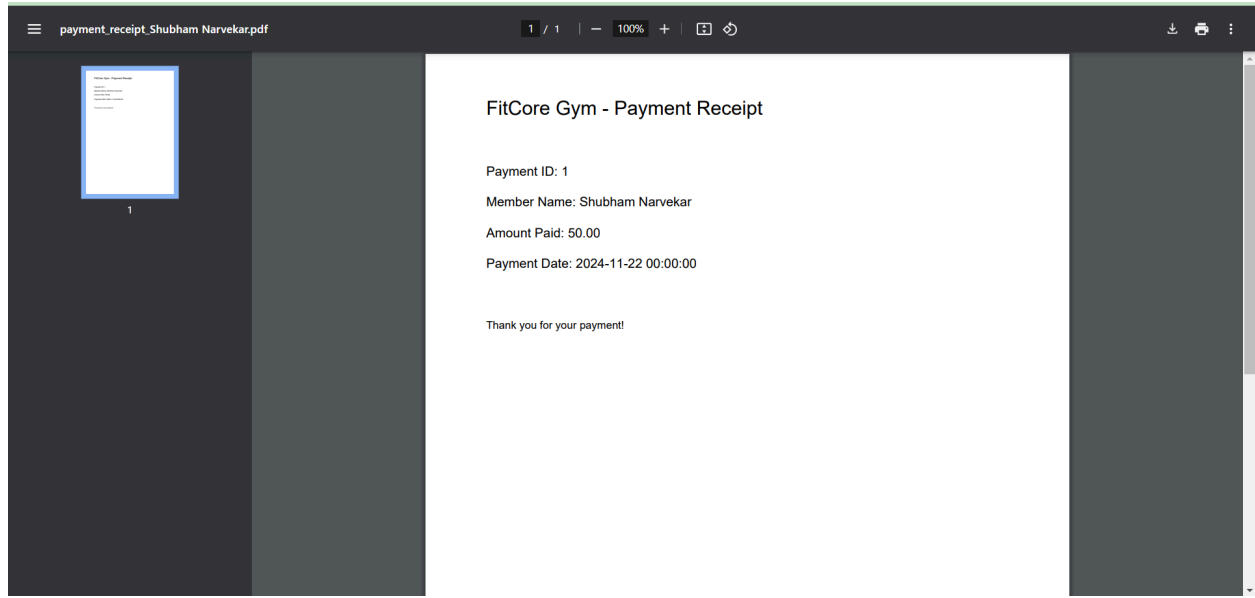 payment_receipt_Shubham Narvekar.pdf
1 / 1
100%
FitCore Gym - Payment Receipt
Payment ID: 1
Member Name: Shubham Narvekar
Amount Paid: 50.00
Payment Date: 2024-11-22 00:00:00
Thank you for your payment!
1